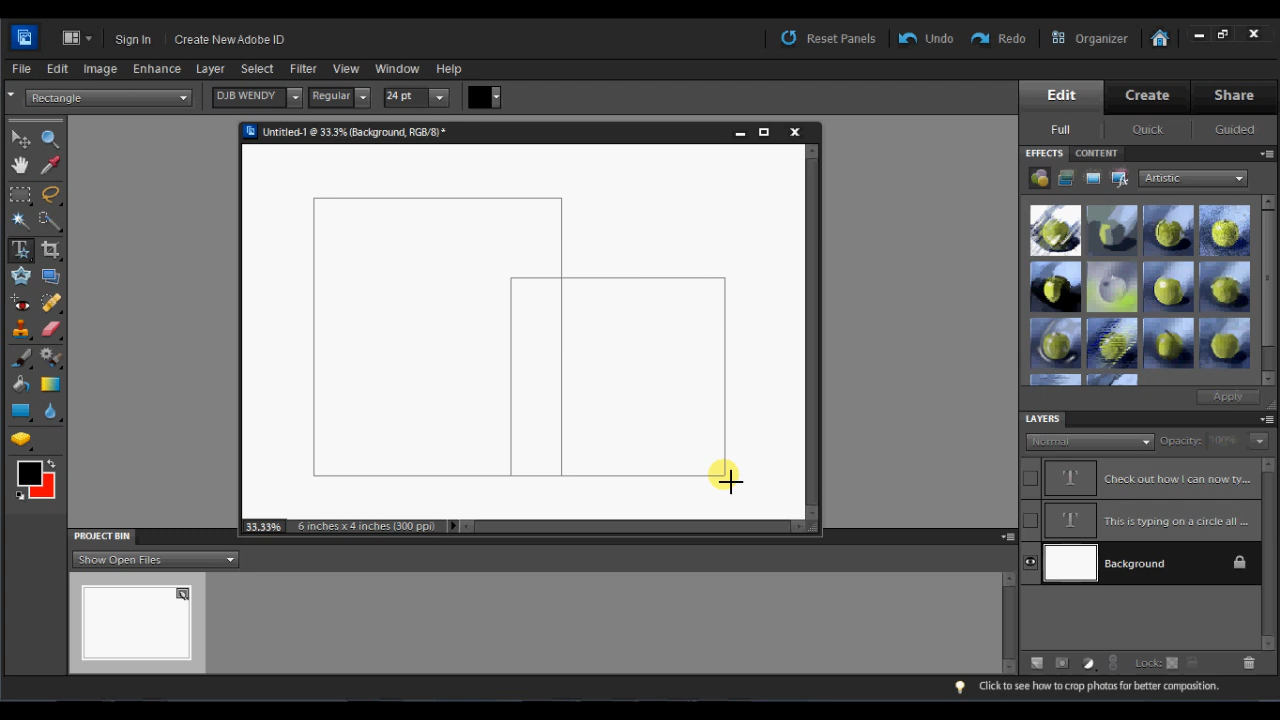 Sign In
Create New Adobe ID
Reset Panels
Undo
Redo
Organizer
File Edit Image Enhance Layer Select Filter View Window Help
Rectangle
DJB WENDY
Regular
24 pt
Edit
Create
Share
Full
Quick
Guided
Untitled-1 @ 33.3% (Background, RGB/8) *
EFFECTS
CONTENT
Artistic
Apply
LAYERS
Normal
Opacity: 100%
T Check out how I can now ty...
T This is typing on a circle all ...
Background
Lock:
33.33%
6 inches x 4 inches (300 ppi)
PROJECT BIN
Show Open Files
Click to see how to crop photos for better composition.